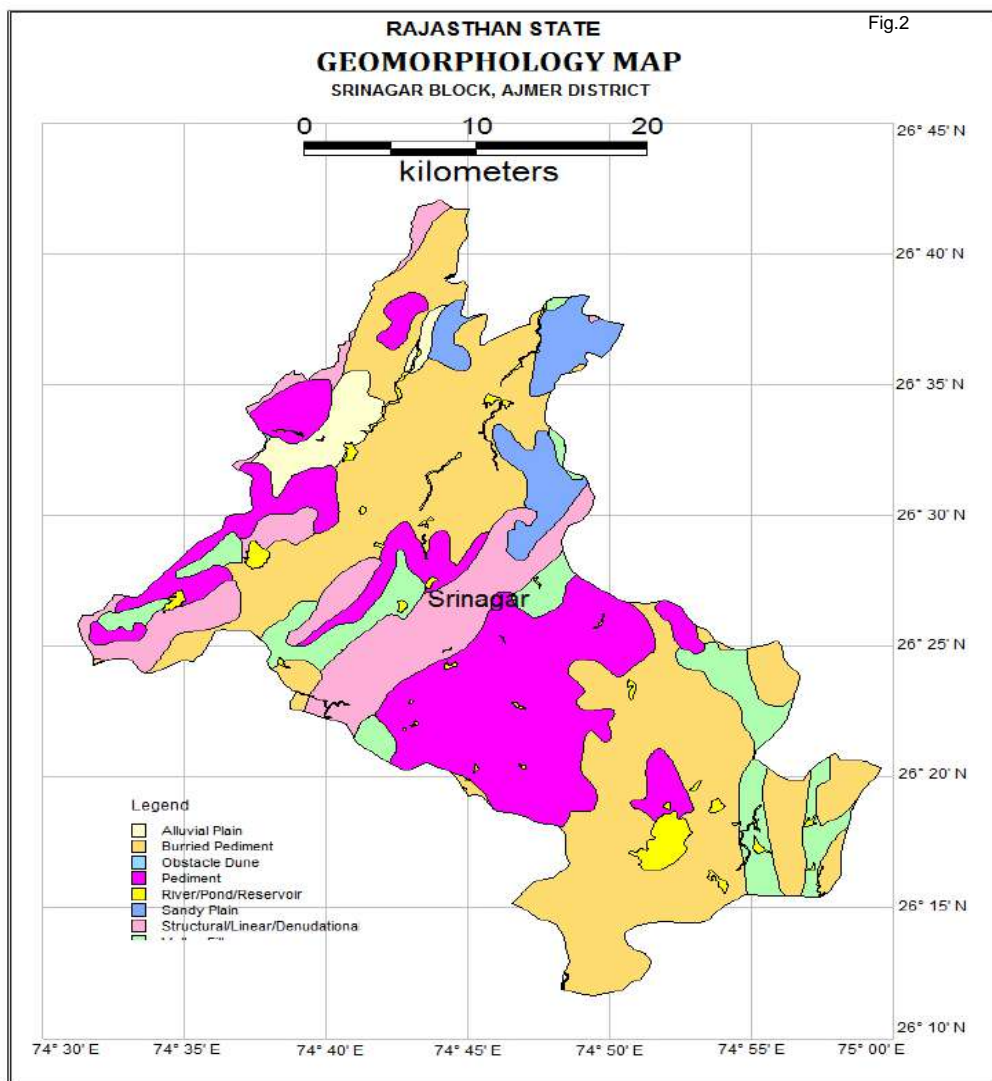 Fig.2
RAJASTHAN STATE
GEOMORPHOLOGY MAP
SRINAGAR BLOCK, AJMER DISTRICT
0 10 20
kilometers
26° 45' N
26° 40' N
26° 35' N
26° 30' N
Srinagar
26° 25' N
26° 20' N
Legend
Alluvial Plain
Burried Pediment
Obstacle Dune
Pediment
River/Pond/Reservoir
Sandy Plain
Structural/Linear/Denudationa
26° 15' N
26° 10' N
74° 30' E 74° 35' E 74° 40' E 74° 45' E 74° 50' E 74° 55' E 75° 00' E